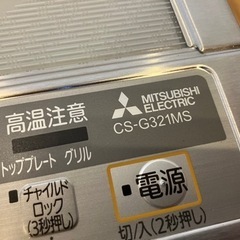 高温注意
MITSUBISHI
ELECTRIC
CS-G321MS
トッププレート グリル
チャイルド
ロック
(3秒押し)
電源
切/入(2秒押し)